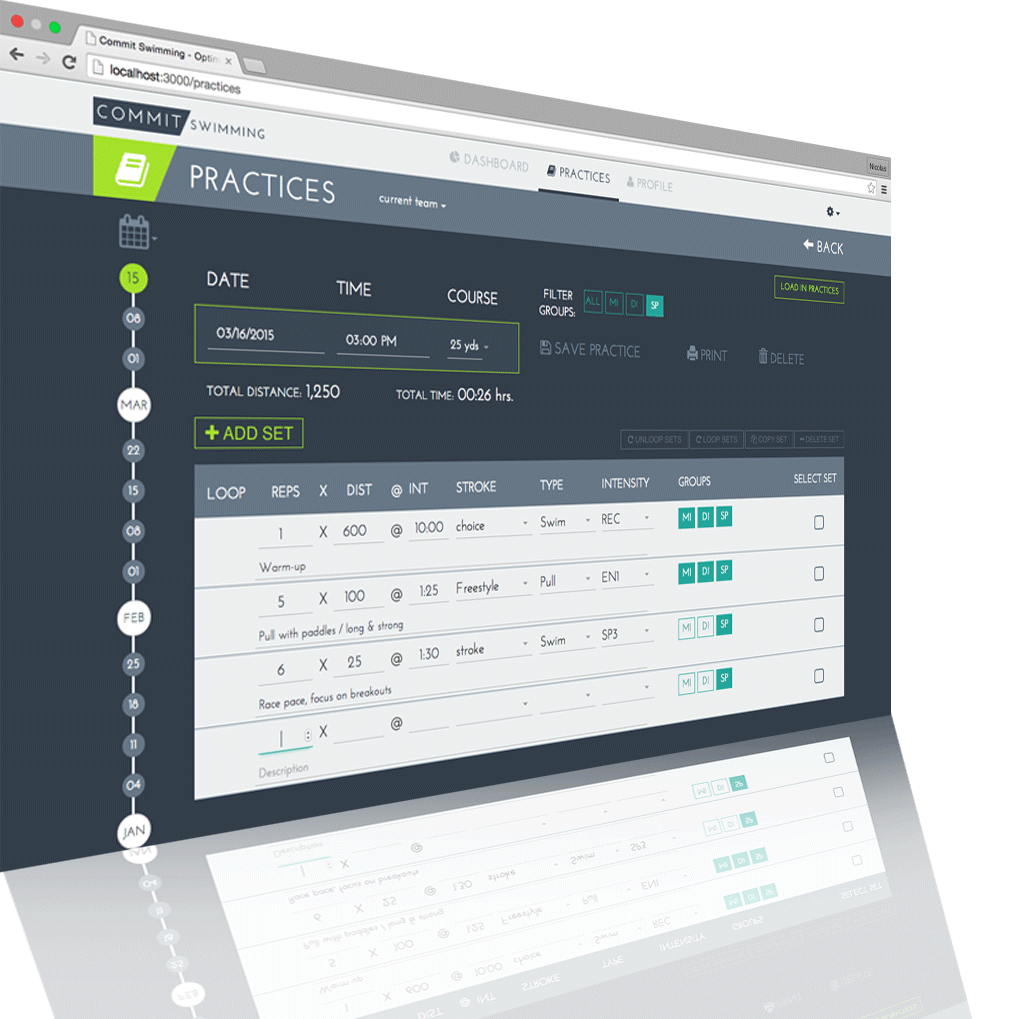 Commit Swimming - Optim
localhost:3000/practices
Nicolas
COMMIT SWIMMING
DASHBOARD PRACTICES PROFILE
PRACTICES current team
BACK
LOAD IN PRACTICES
DATE TIME COURSE
FILTER GROUPS: ALL MI DI SP
03/16/2015 03:00 PM 25 yds
SAVE PRACTICE PRINT DELETE
TOTAL DISTANCE: 1,250 TOTAL TIME: 00:26 hrs.
+ ADD SET
UNLOOP SETS LOOP SETS COPY SET DELETE SET
LOOP REPS X DIST @ INT STROKE TYPE INTENSITY GROUPS SELECT SET
1 X 600 @ 10:00 choice Swim REC MI DI SP
Warm-up
5 X 100 @ 1:25 Freestyle Pull EN1 MI DI SP
Pull with paddles / long & strong
6 X 25 @ 1:30 stroke Swim SP3 MI DI SP
Race pace, focus on breakouts
X @ MI DI SP
Description
15
08
01
MAR
22
15
08
01
FEB
25
18
11
04
JAN